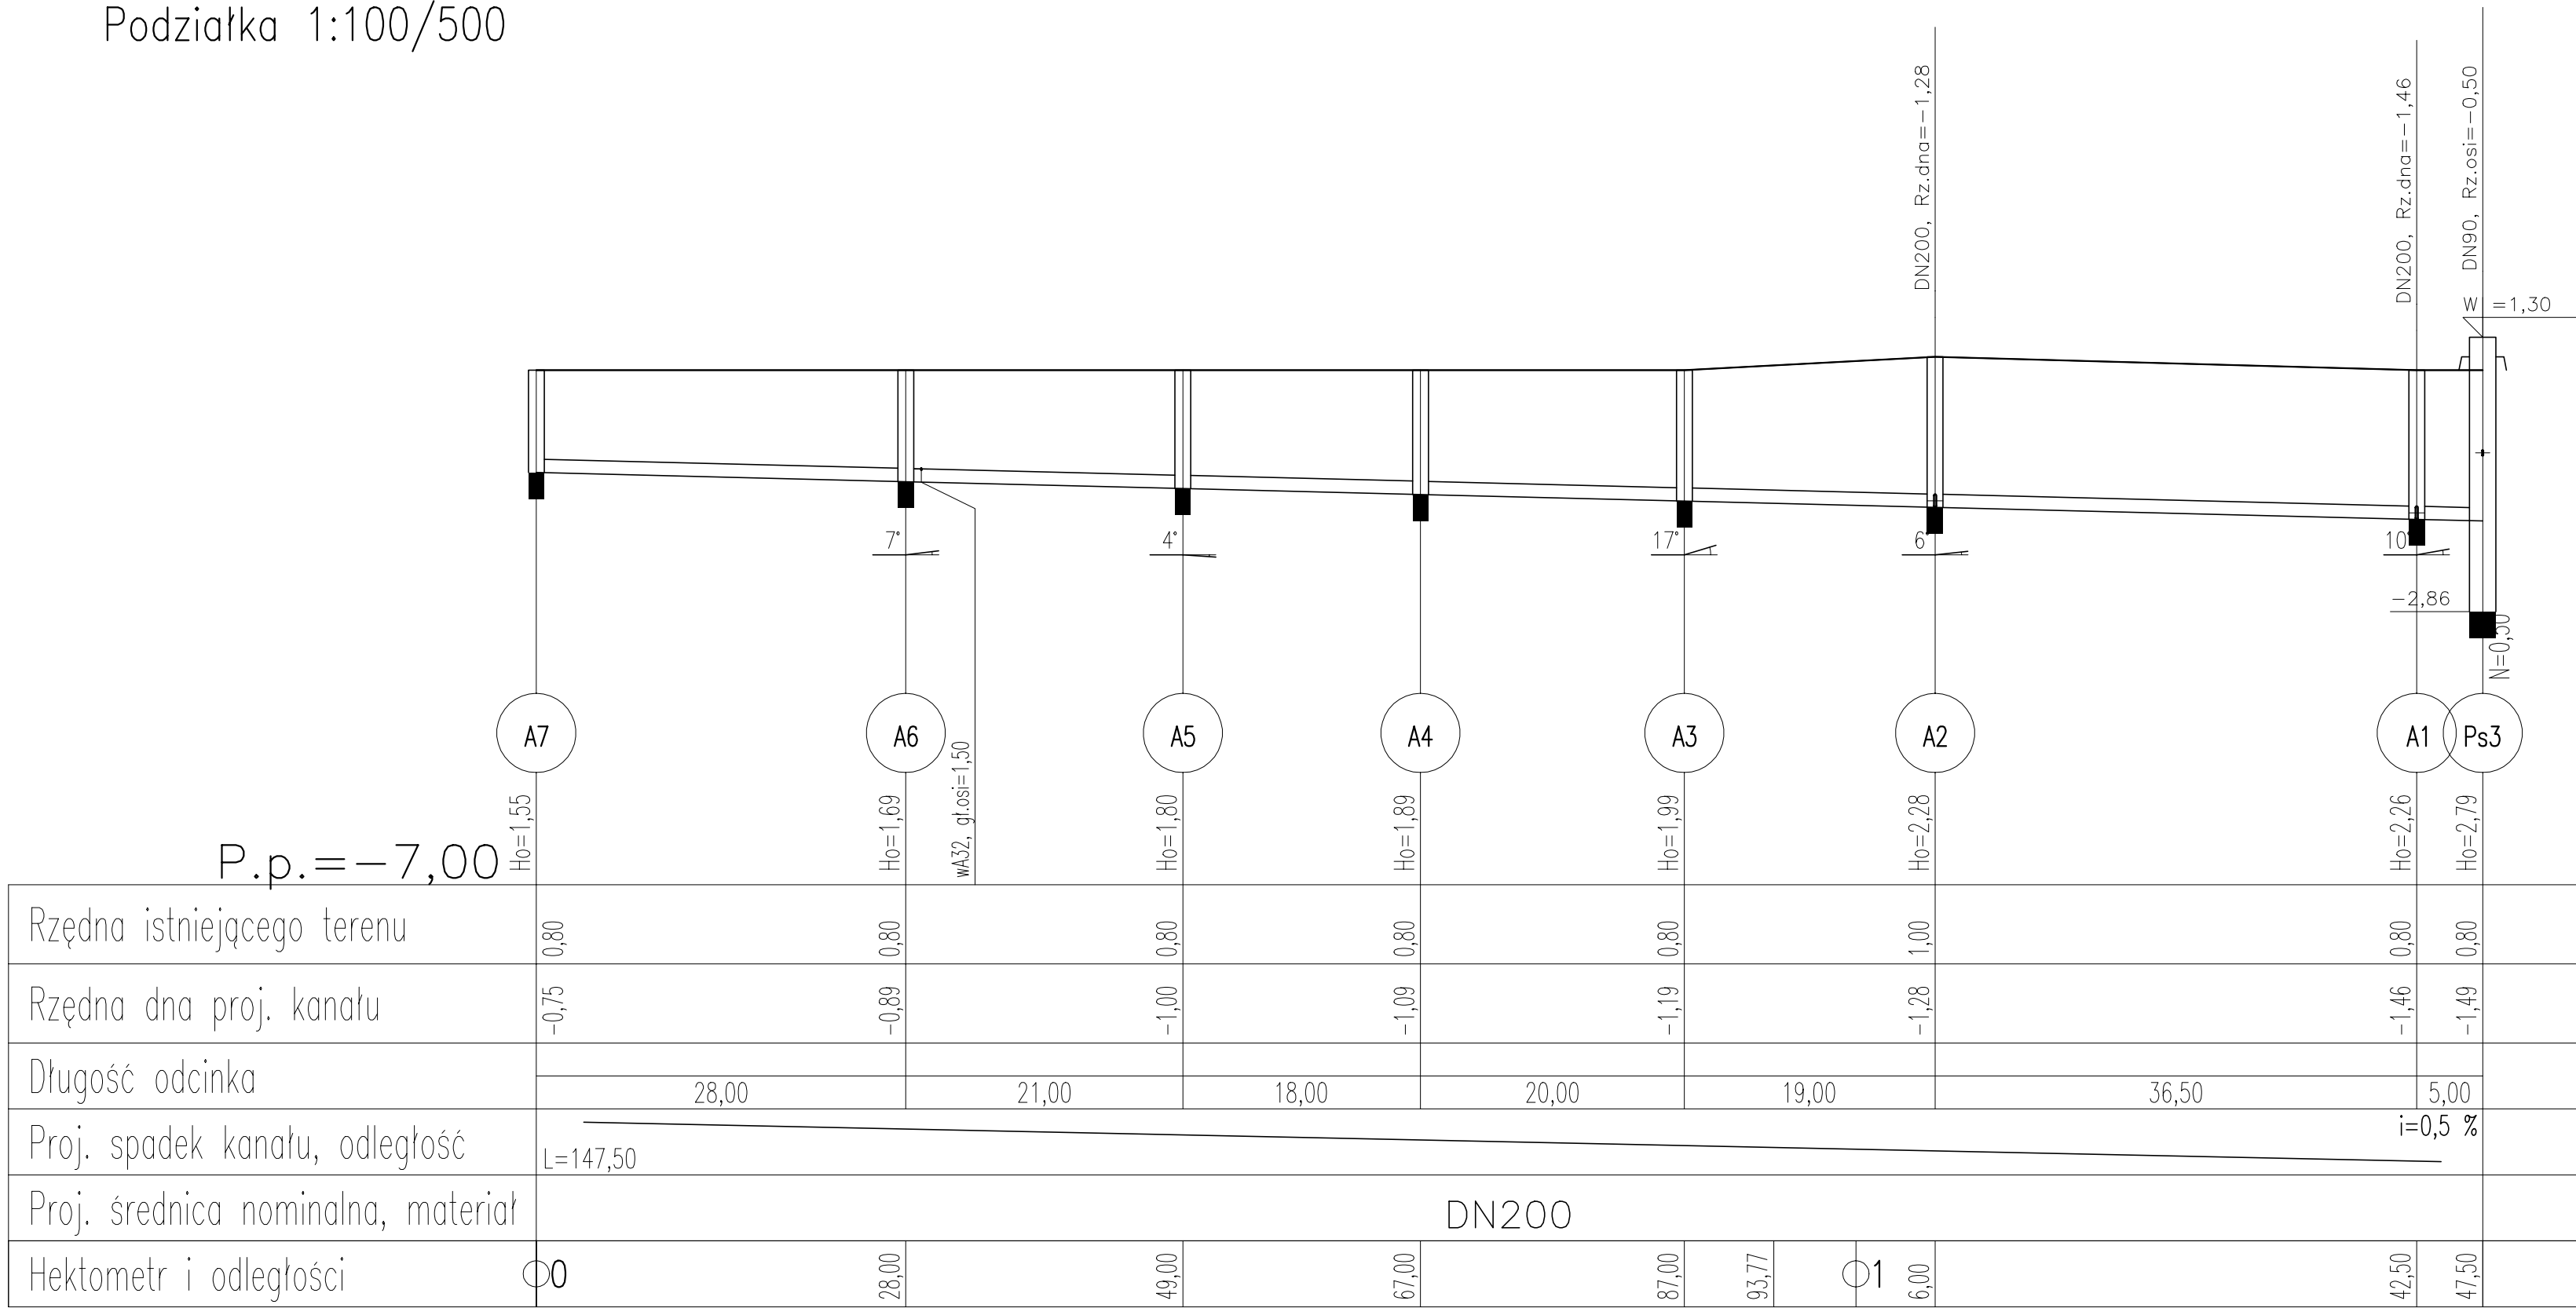 Podziałka 1:100/500
DN200, Rz.dna=-1,28
DN200, Rz.dna=-1,46
DN90, Rz.osi=-0,50
W =1,30
7°
4°
17°
6°
10°
-2,86
N=0,50
A7
A6
A5
A4
A3
A2
A1
Ps3
wA32, gł.osi=1,50
Ho=1,55
Ho=1,69
Ho=1,80
Ho=1,89
Ho=1,99
Ho=2,28
Ho=2,26
Ho=2,79
P.p.=-7,00
Rzędna istniejącego terenu 0,80 0,80 0,80 0,80 0,80 1,00 0,80 0,80
Rzędna dna proj. kanału -0,75 -0,89 -1,00 -1,09 -1,19 -1,28 -1,46 -1,49
Długość odcinka 28,00 21,00 18,00 20,00 19,00 36,50 5,00
Proj. spadek kanału, odległość L=147,50 i=0,5 %
Proj. średnica nominalna, materiał DN200
Hektometr i odległości 0 28,00 49,00 67,00 87,00 93,77 1 6,00 42,50 47,50